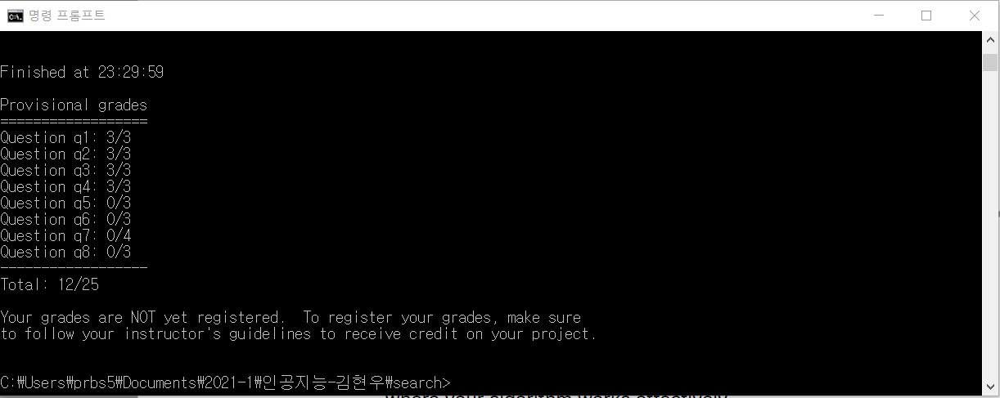 명령 프롬프트
Finished at 23:29:59
Provisional grades
==================
Question q1: 3/3
Question q2: 3/3
Question q3: 3/3
Question q4: 3/3
Question q5: 0/3
Question q6: 0/3
Question q7: 0/4
Question q8: 0/3
------------------
Total: 12/25
Your grades are NOT yet registered.  To register your grades, make sure
to follow your instructor's guidelines to receive credit on your project.
C:₩Users₩prbs5₩Documents₩2021-1₩인공지능-김현우₩search>